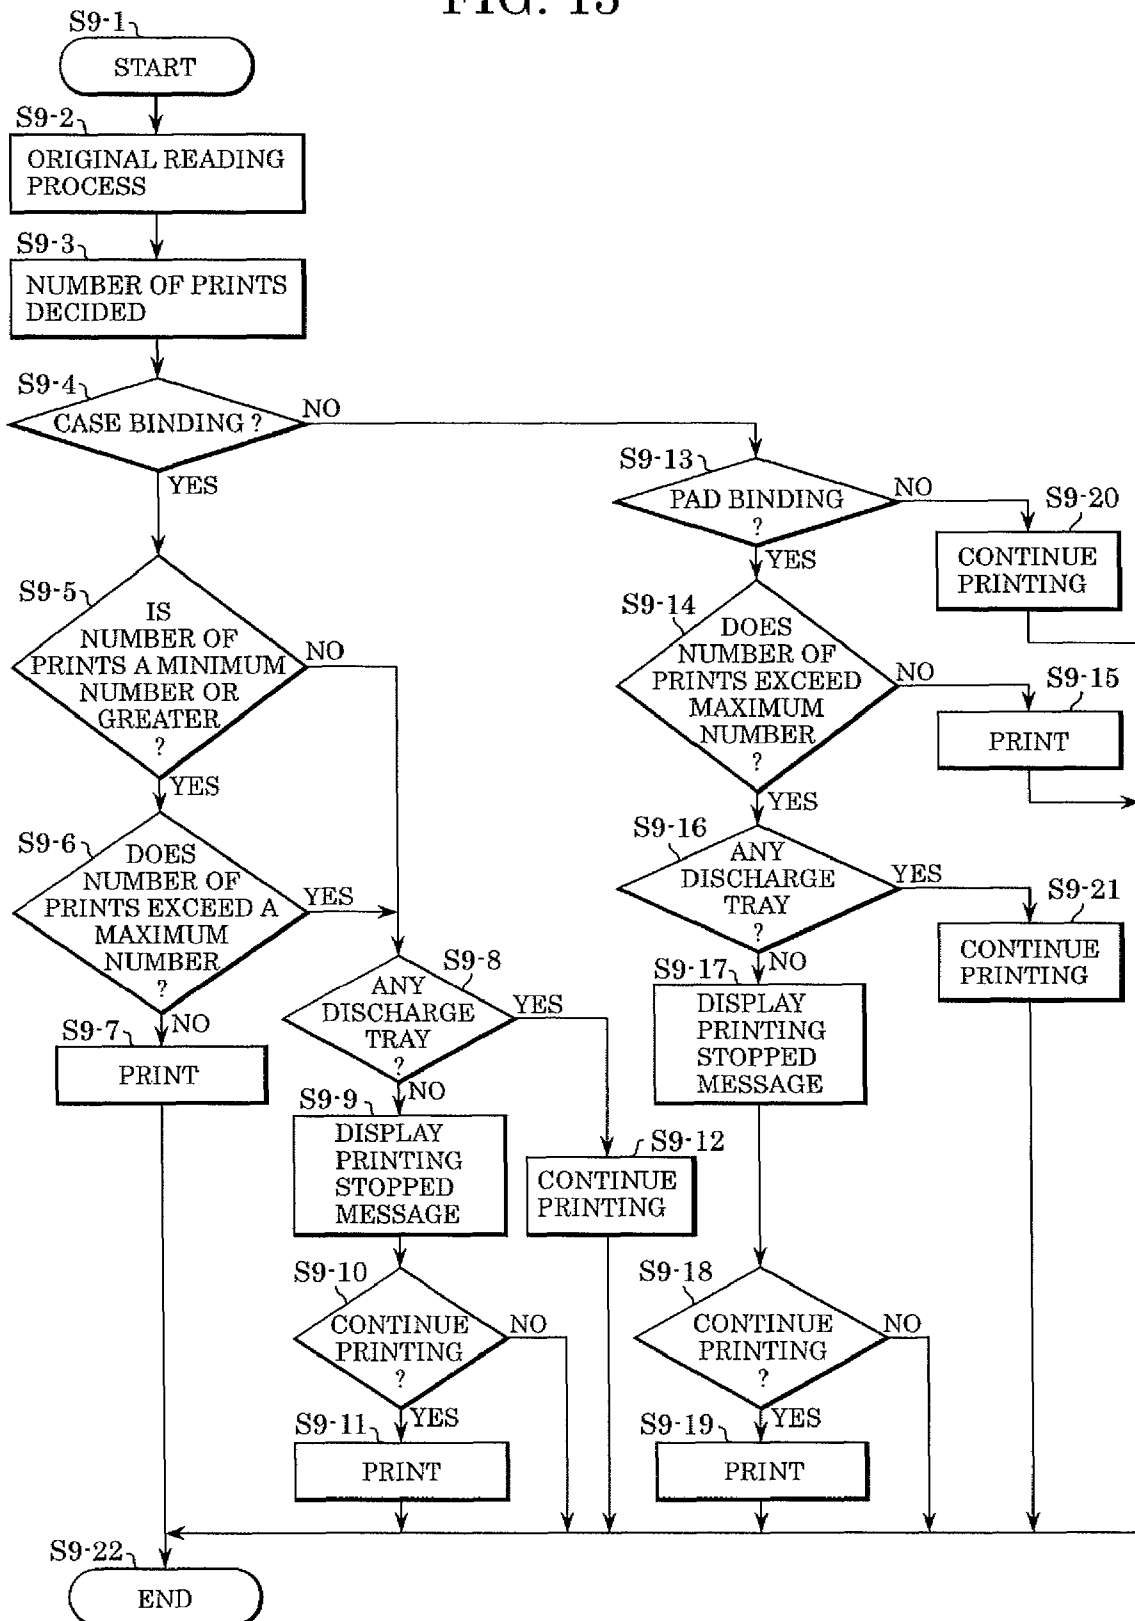 FIG. 13
S9-1
START
S9-2
ORIGINAL READING
PROCESS
S9-3
NUMBER OF PRINTS
DECIDED
S9-4
CASE BINDING ?
NO
YES
S9-5
IS
NUMBER OF
PRINTS A MINIMUM
NUMBER OR
GREATER
?
NO
YES
S9-6
DOES
NUMBER OF
PRINTS EXCEED A
MAXIMUM
NUMBER
?
YES
NO
S9-7
PRINT
S9-8
ANY
DISCHARGE
TRAY
?
YES
NO
S9-9
DISPLAY
PRINTING
STOPPED
MESSAGE
S9-12
CONTINUE
PRINTING
S9-10
CONTINUE
PRINTING
?
NO
YES
S9-11
PRINT
S9-13
PAD BINDING
?
NO
YES
S9-20
CONTINUE
PRINTING
S9-14
DOES
NUMBER OF
PRINTS EXCEED
MAXIMUM
NUMBER
?
NO
YES
S9-15
PRINT
S9-16
ANY
DISCHARGE
TRAY
?
YES
NO
S9-21
CONTINUE
PRINTING
S9-17
DISPLAY
PRINTING
STOPPED
MESSAGE
S9-18
CONTINUE
PRINTING
?
NO
YES
S9-19
PRINT
S9-22
END